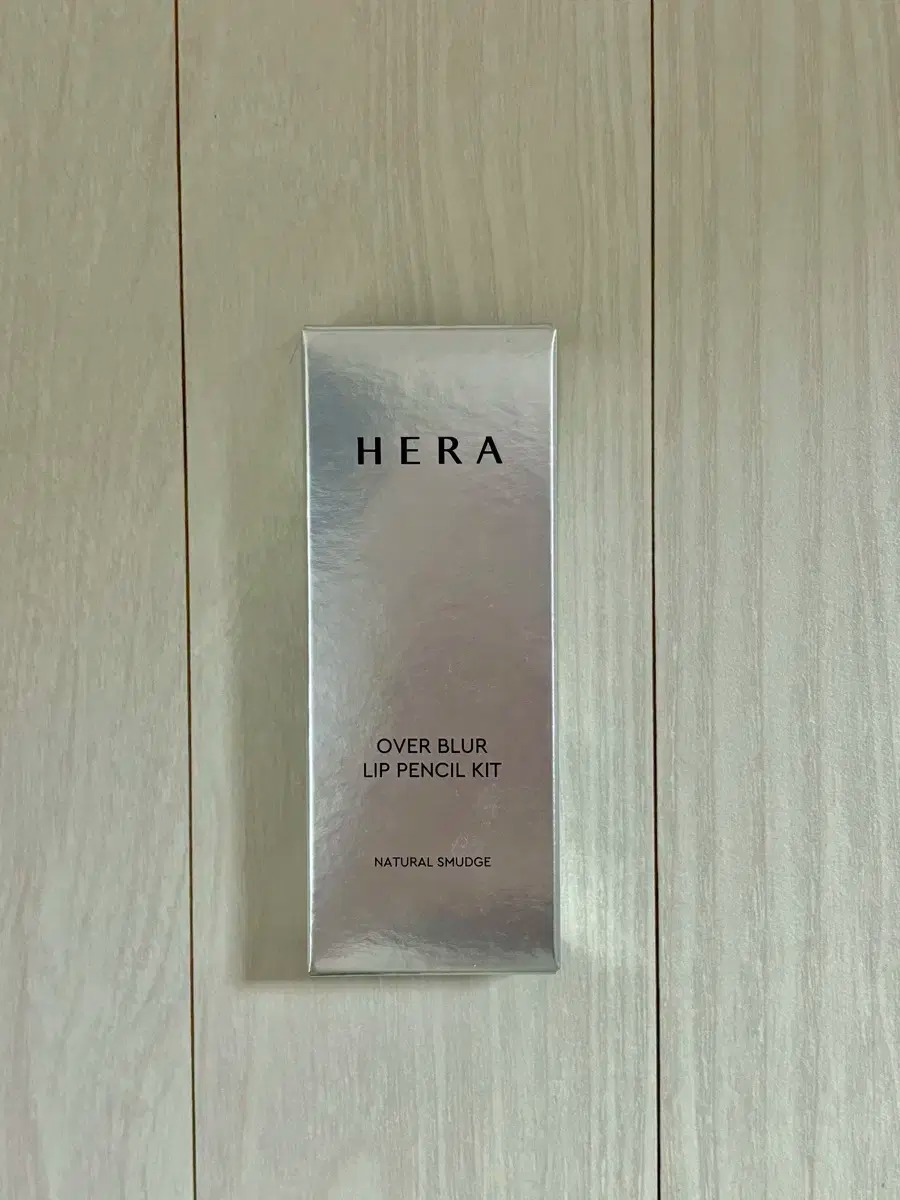 HERA
OVER BLUR
LIP PENCIL KIT
NATURAL SMUDGE